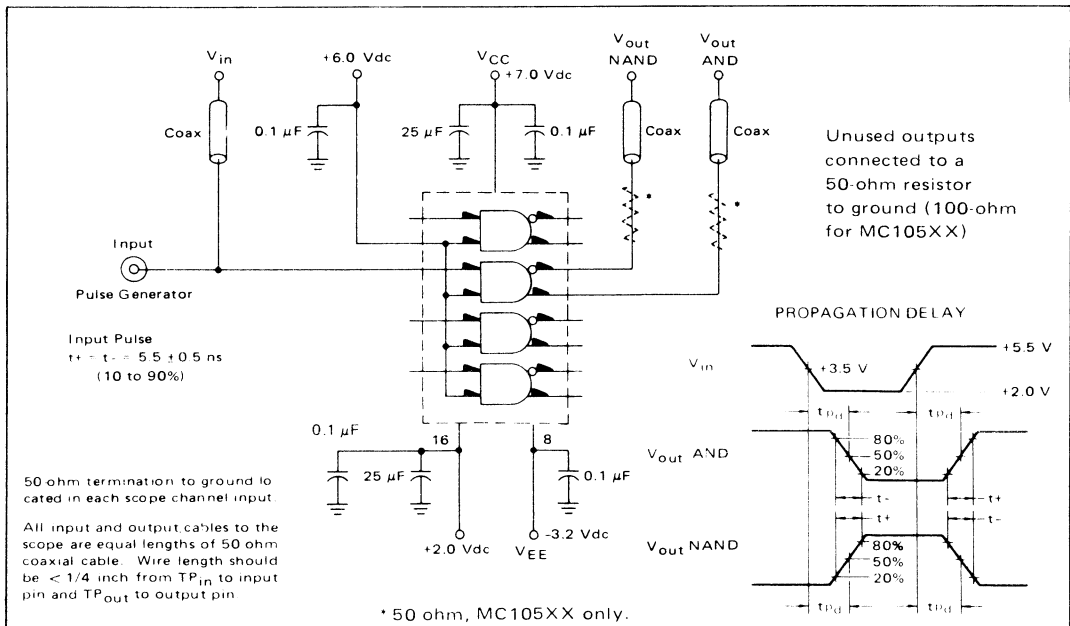 Vin
+6.0 Vdc
VCC
+7.0 Vdc
Vout
NAND
Vout
AND
Coax
0.1 µF
25 µF
0.1 µF
Coax
Coax
*
*
Unused outputs
connected to a
50-ohm resistor
to ground (100-ohm
for MC105XX)
Input
Pulse Generator
Input Pulse
t+ = t- = 5.5 ±0.5 ns
(10 to 90%)
0.1 µF
25 µF
16
8
0.1 µF
+2.0 Vdc
VEE
-3.2 Vdc
50-ohm termination to ground lo
cated in each scope channel input.
All input and output cables to the
scope are equal lengths of 50 ohm
coaxial cable. Wire length should
be < 1/4 inch from TPin to input
pin and TPout to output pin
* 50 ohm, MC105XX only.
PROPAGATION DELAY
Vin
+3.5 V
+5.5 V
+2.0 V
tpd
tpd
Vout AND
80%
50%
20%
t-
t+
t+
t-
Vout NAND
80%
50%
20%
tpd
tpd